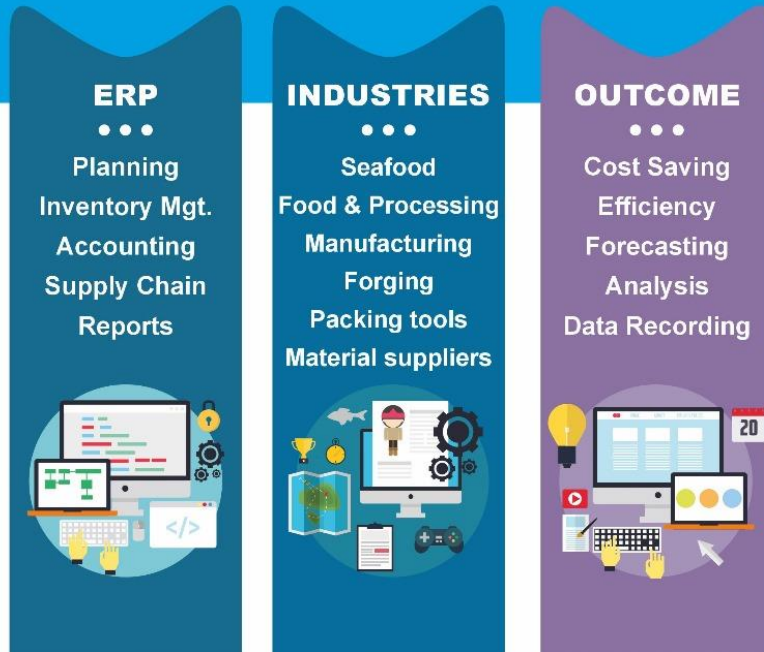 ERP
Planning
Inventory Mgt.
Accounting
Supply Chain
Reports
</>
INDUSTRIES
Seafood
Food & Processing
Manufacturing
Forging
Packing tools
Material suppliers
OUTCOME
Cost Saving
Efficiency
Forecasting
Analysis
Data Recording
20